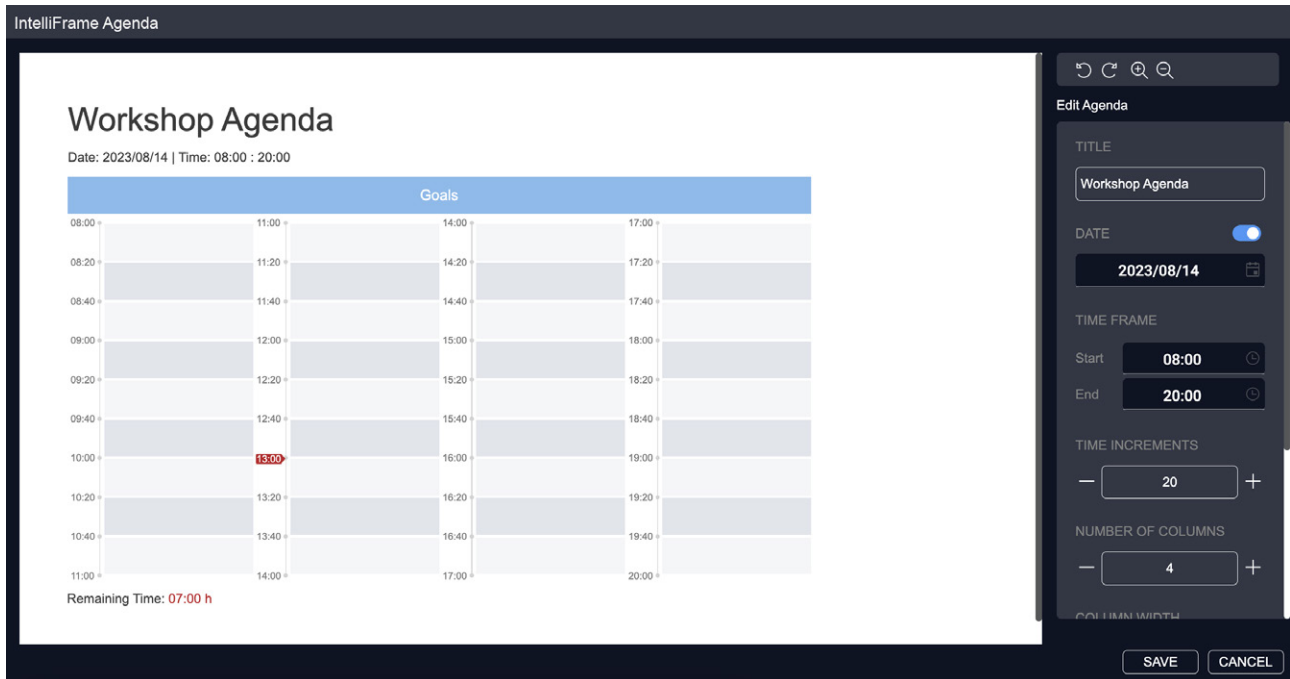 IntelliFrame Agenda
Workshop Agenda
Date: 2023/08/14 | Time: 08:00 : 20:00
Goals
08:00 11:00 14:00 17:00
08:20 11:20 14:20 17:20
08:40 11:40 14:40 17:40
09:00 12:00 15:00 18:00
09:20 12:20 15:20 18:20
09:40 12:40 15:40 18:40
10:00 13:00 16:00 19:00
10:20 13:20 16:20 19:20
10:40 13:40 16:40 19:40
11:00 14:00 17:00 20:00
Remaining Time: 07:00 h
Edit Agenda
TITLE
Workshop Agenda
DATE
2023/08/14
TIME FRAME
Start 08:00
End 20:00
TIME INCREMENTS
20
NUMBER OF COLUMNS
4
COLUMN WIDTH
SAVE CANCEL